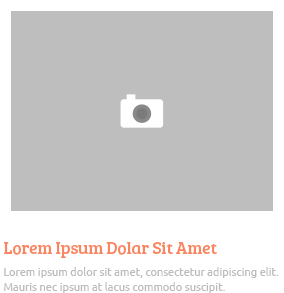 Lorem Ipsum Dolar Sit Amet
Lorem ipsum dolor sit amet, consectetur adipiscing elit.
Mauris nec ipsum at lacus commodo suscipit.